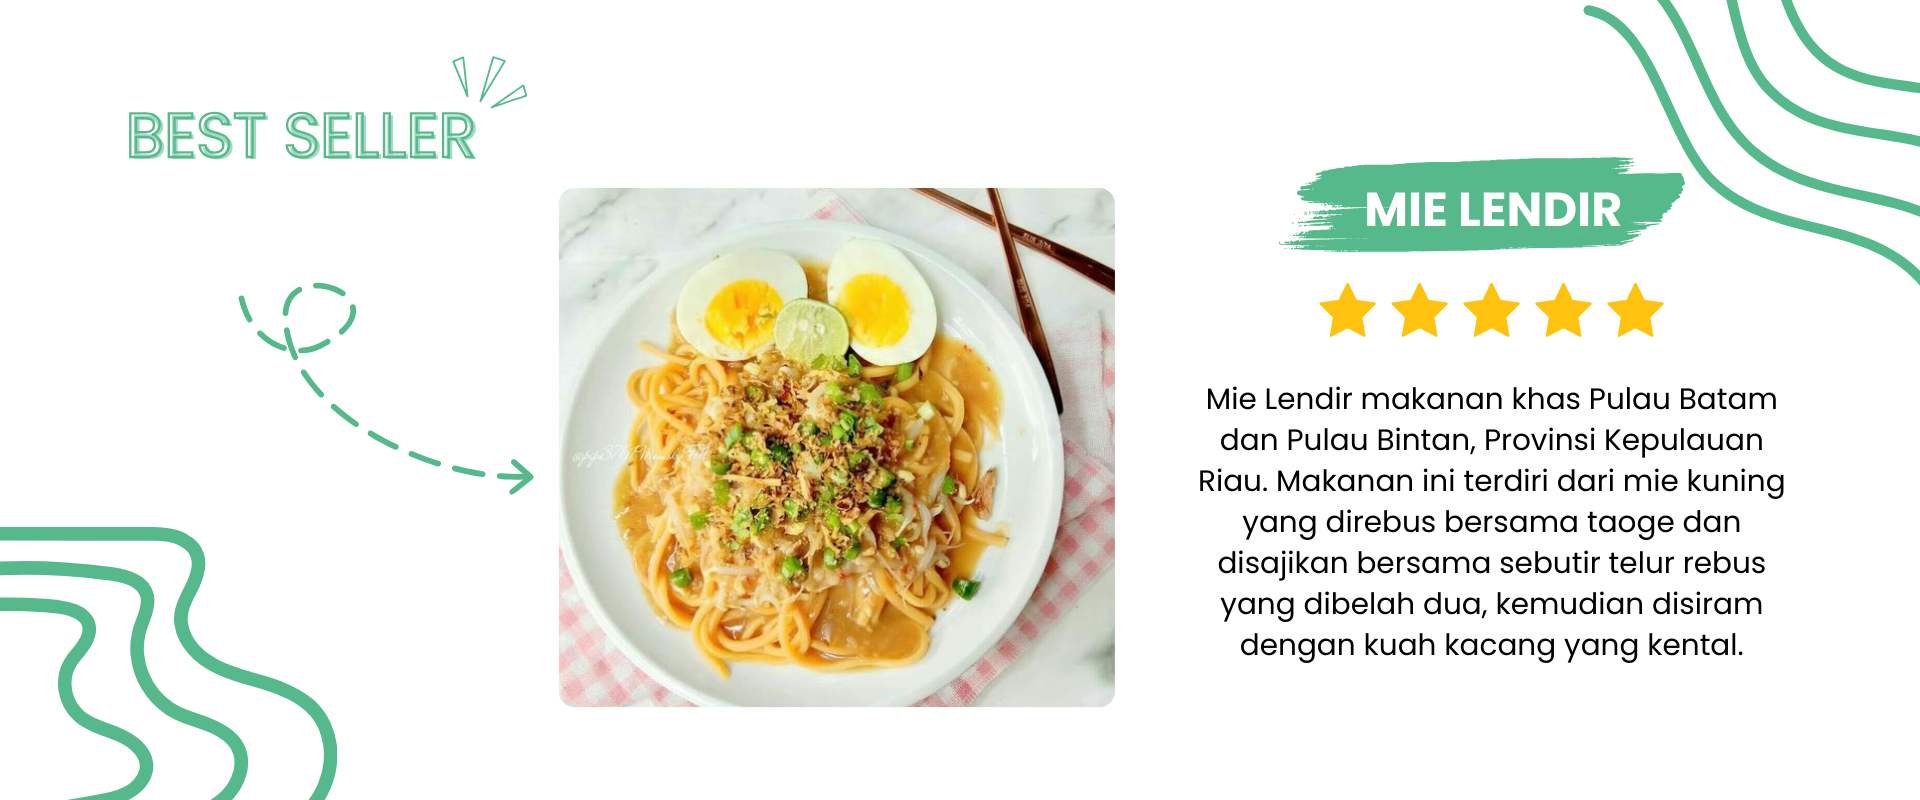 BEST SELLER
MIE LENDIR
Mie Lendir makanan khas Pulau Batam
dan Pulau Bintan, Provinsi Kepulauan
Riau. Makanan ini terdiri dari mie kuning
yang direbus bersama taoge dan
disajikan bersama sebutir telur rebus
yang dibelah dua, kemudian disiram
dengan kuah kacang yang kental.